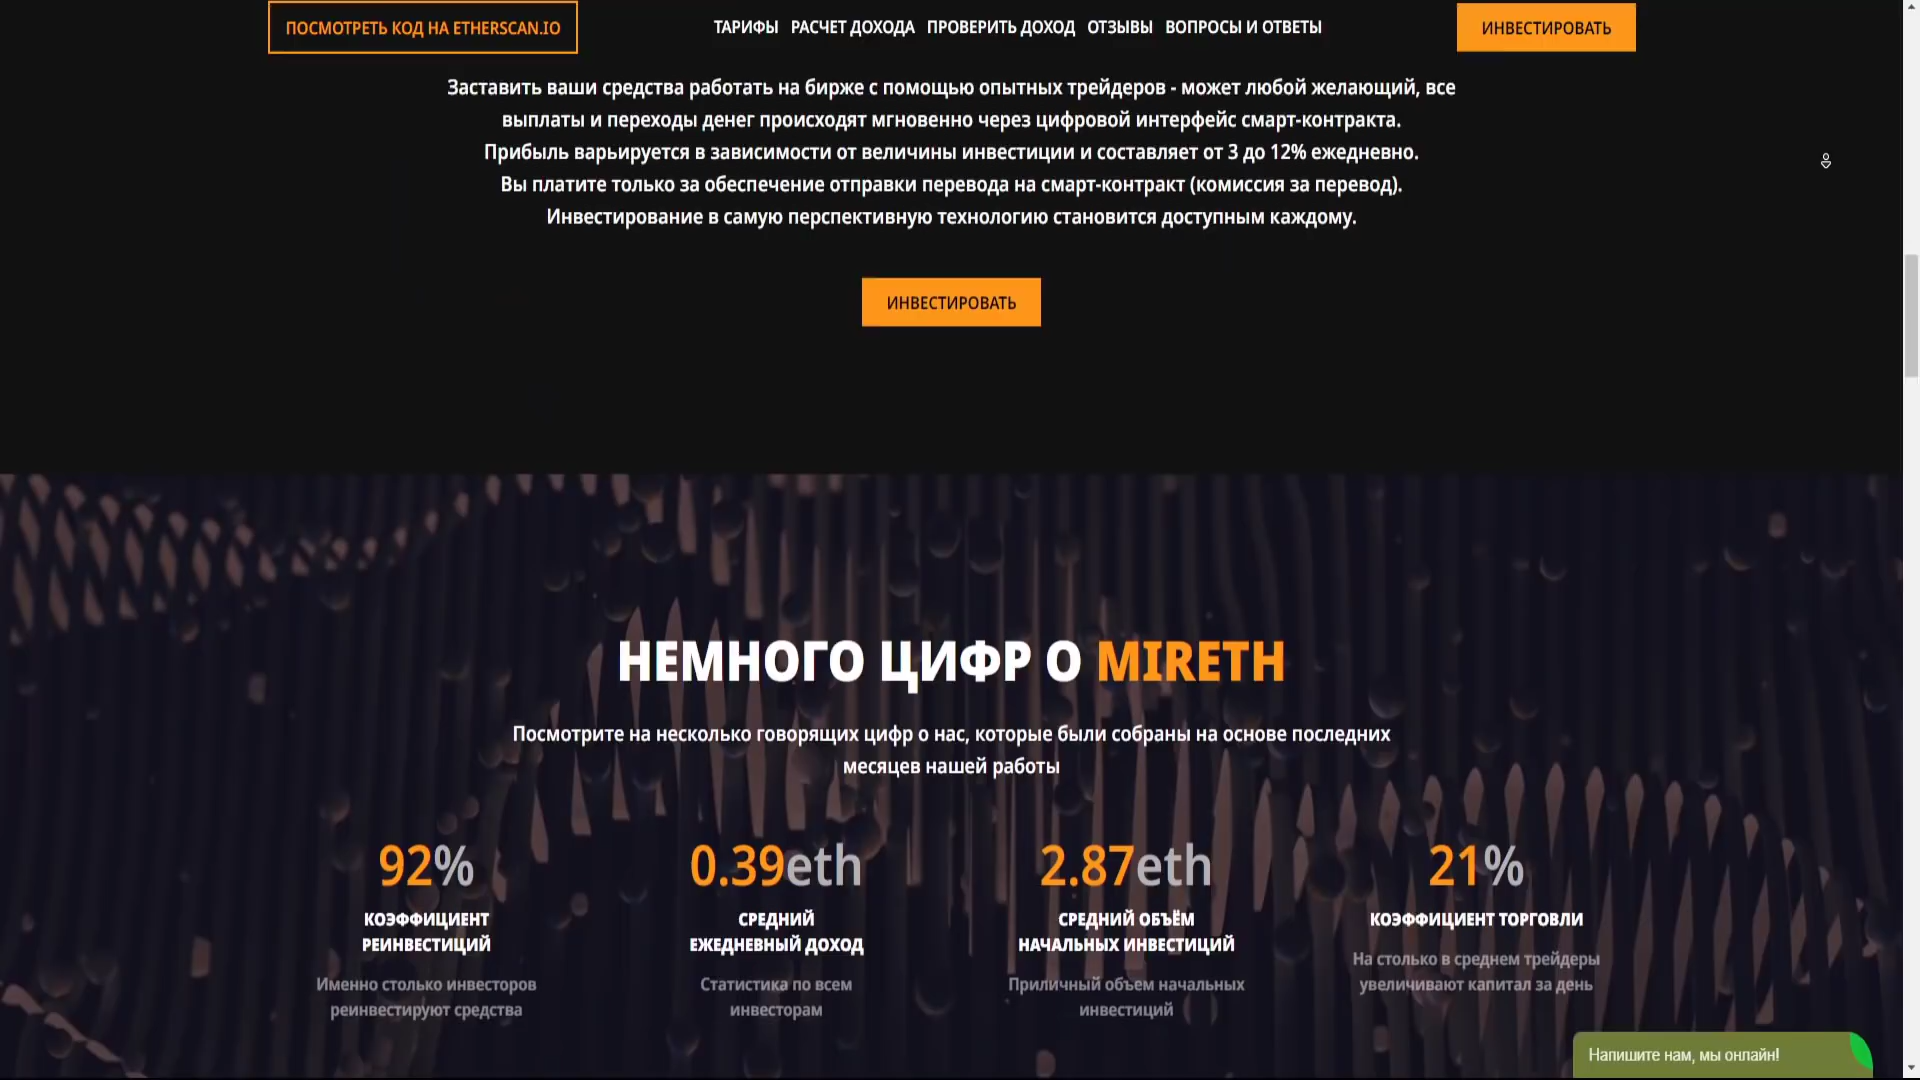 ПОСМОТРЕТЬ КОД НА ETHERSCAN.IO
ТАРИФЫ РАСЧЕТ ДОХОДА ПРОВЕРИТЬ ДОХОД ОТЗЫВЫ ВОПРОСЫ И ОТВЕТЫ
ИНВЕСТИРОВАТЬ
Заставить ваши средства работать на бирже с помощью опытных трейдеров - может любой желающий, все
выплаты и переходы денег происходят мгновенно через цифровой интерфейс смарт-контракта.
Прибыль варьируется в зависимости от величины инвестиции и составляет от 3 до 12% ежедневно.
Вы платите только за обеспечение отправки перевода на смарт-контракт (комиссия за перевод).
Инвестирование в самую перспективную технологию становится доступным каждому.
ИНВЕСТИРОВАТЬ
НЕМНОГО ЦИФР О MIRETH
Посмотрите на несколько говорящих цифр о нас, которые были собраны на основе последних
месяцев нашей работы
92%
КОЭФФИЦИЕНТ
РЕИНВЕСТИЦИЙ
Именно столько инвесторов
реинвестируют средства
0.39eth
СРЕДНИЙ
ЕЖЕДНЕВНЫЙ ДОХОД
Статистика по всем
инвесторам
2.87eth
СРЕДНИЙ ОБЪЁМ
НАЧАЛЬНЫХ ИНВЕСТИЦИЙ
Приличный объем начальных
инвестиций
21%
КОЭФФИЦИЕНТ ТОРГОВЛИ
На столько в среднем трейдеры
увеличивают капитал за день
Напишите нам, мы онлайн!